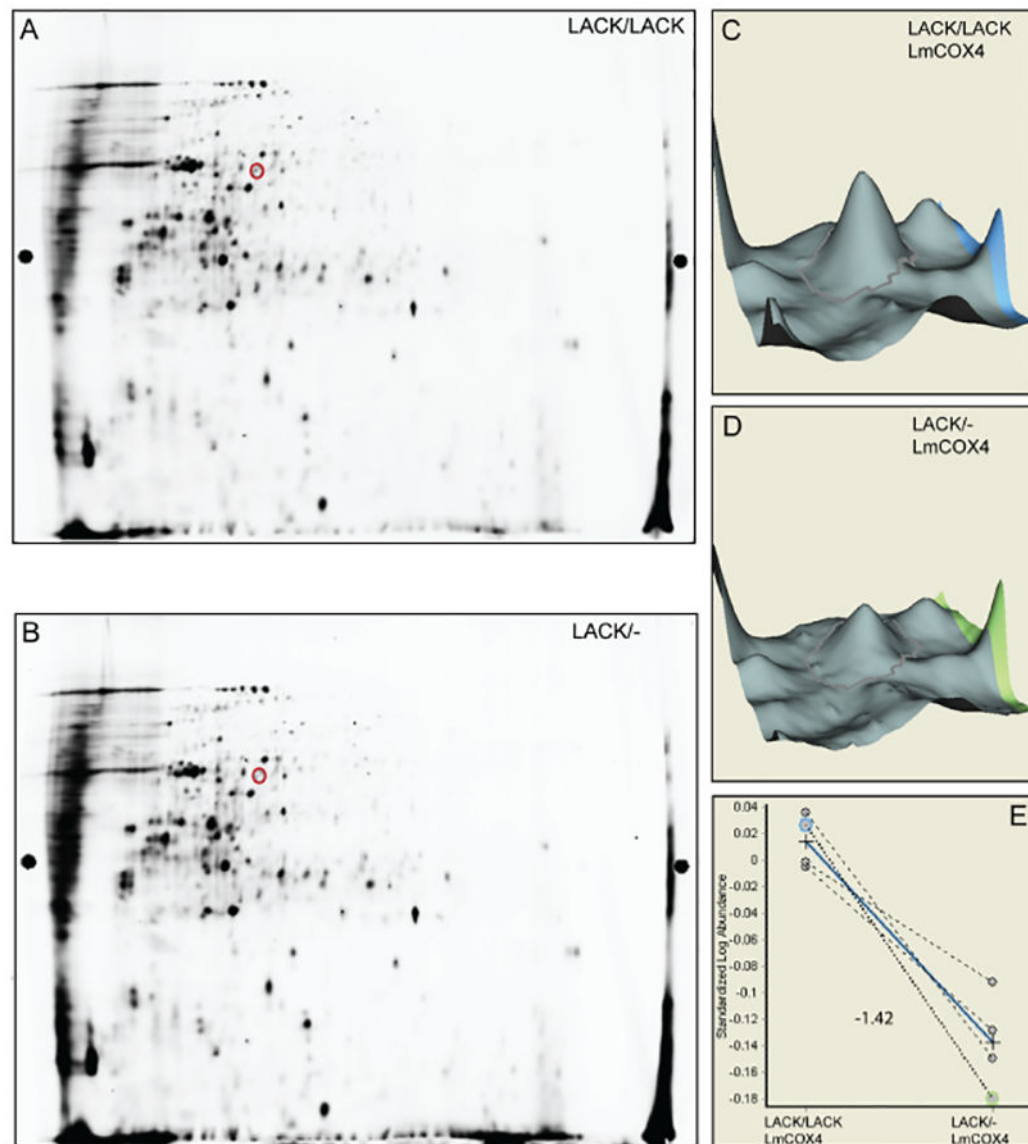 A
LACK/LACK
B
LACK/-
C
LACK/LACK
LmCOX4
D
LACK/-
LmCOX4
E
Standardized Log Abundance
0.04
0.02
0
-0.02
-0.04
-0.06
-0.08
-0.1
-0.12
-0.14
-0.16
-0.18
-1.42
LACK/LACK
LmCOX4
LACK/-
LmCOX4